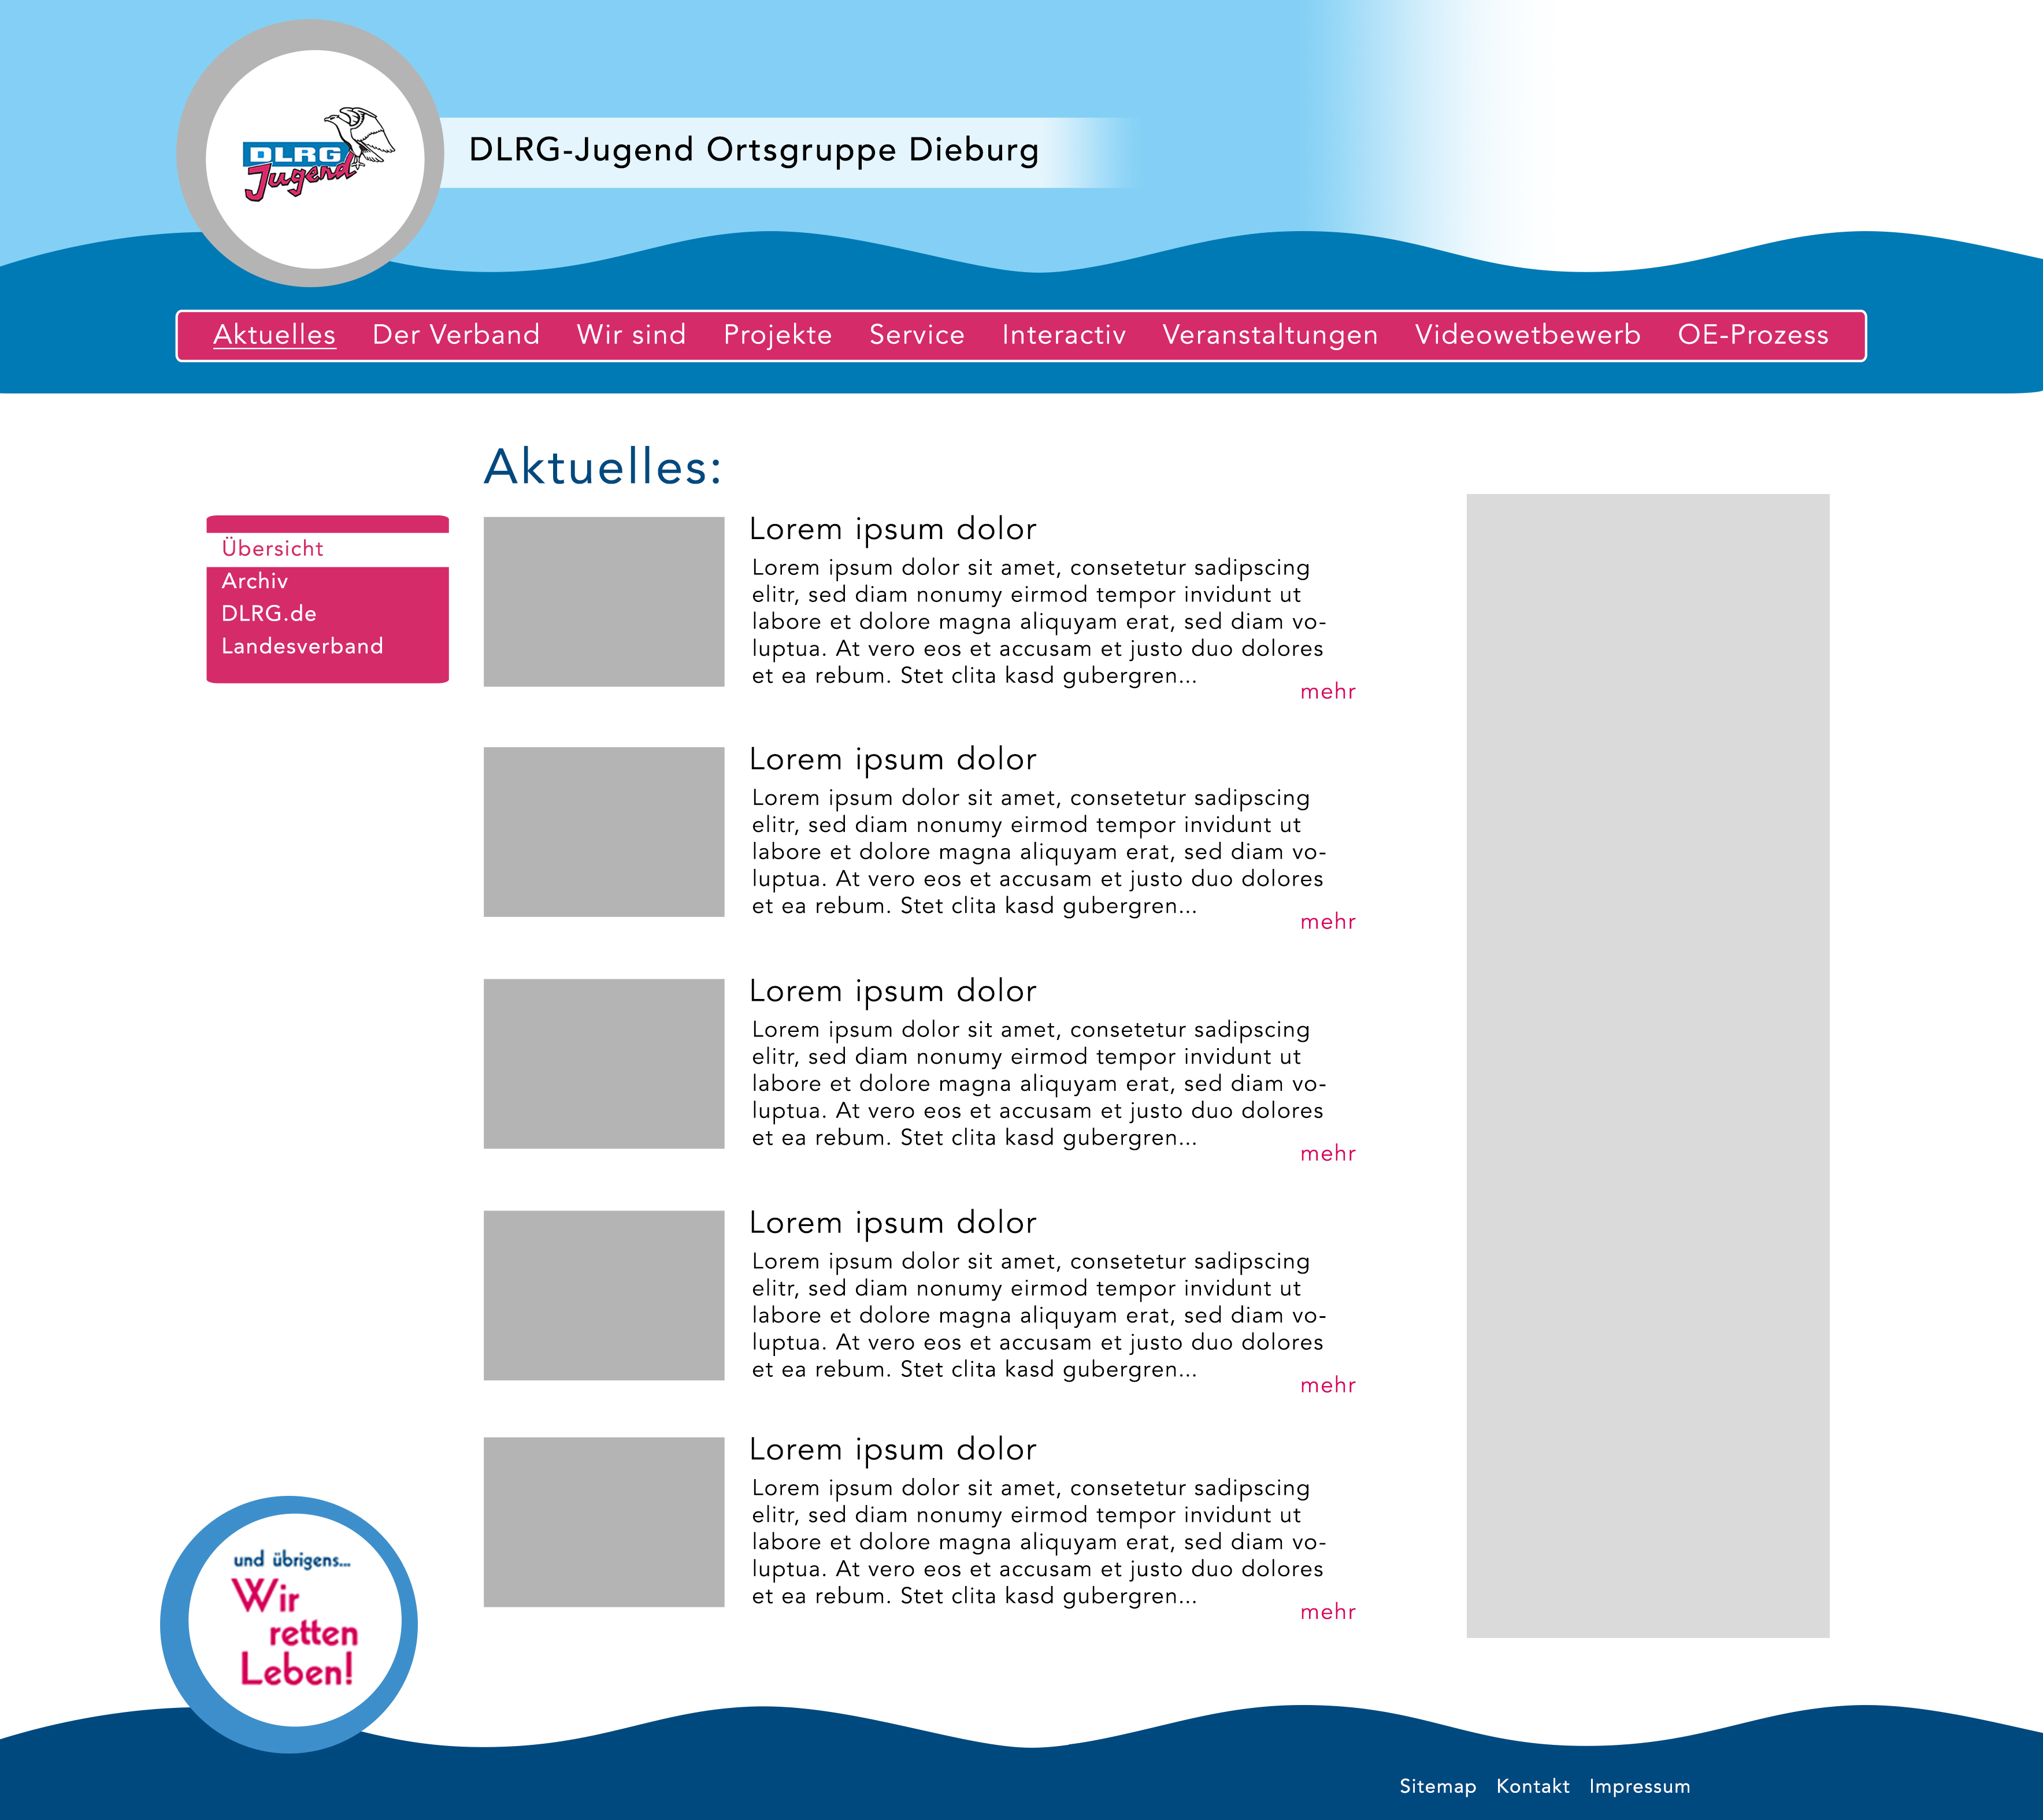 DLRG
Jugend
DLRG-Jugend Ortsgruppe Dieburg
Aktuelles Der Verband Wir sind Projekte Service Interactiv Veranstaltungen Videowetbewerb OE-Prozess
Aktuelles:
Übersicht
Archiv
DLRG.de
Landesverband
Lorem ipsum dolor
Lorem ipsum dolor sit amet, consetetur sadipscing
elitr, sed diam nonumy eirmod tempor invidunt ut
labore et dolore magna aliquyam erat, sed diam vo-
luptua. At vero eos et accusam et justo duo dolores
et ea rebum. Stet clita kasd gubergren...
mehr
Lorem ipsum dolor
Lorem ipsum dolor sit amet, consetetur sadipscing
elitr, sed diam nonumy eirmod tempor invidunt ut
labore et dolore magna aliquyam erat, sed diam vo-
luptua. At vero eos et accusam et justo duo dolores
et ea rebum. Stet clita kasd gubergren...
mehr
Lorem ipsum dolor
Lorem ipsum dolor sit amet, consetetur sadipscing
elitr, sed diam nonumy eirmod tempor invidunt ut
labore et dolore magna aliquyam erat, sed diam vo-
luptua. At vero eos et accusam et justo duo dolores
et ea rebum. Stet clita kasd gubergren...
mehr
Lorem ipsum dolor
Lorem ipsum dolor sit amet, consetetur sadipscing
elitr, sed diam nonumy eirmod tempor invidunt ut
labore et dolore magna aliquyam erat, sed diam vo-
luptua. At vero eos et accusam et justo duo dolores
et ea rebum. Stet clita kasd gubergren...
mehr
Lorem ipsum dolor
Lorem ipsum dolor sit amet, consetetur sadipscing
elitr, sed diam nonumy eirmod tempor invidunt ut
labore et dolore magna aliquyam erat, sed diam vo-
luptua. At vero eos et accusam et justo duo dolores
et ea rebum. Stet clita kasd gubergren...
mehr
und übrigens...
Wir
retten
Leben!
Sitemap Kontakt Impressum